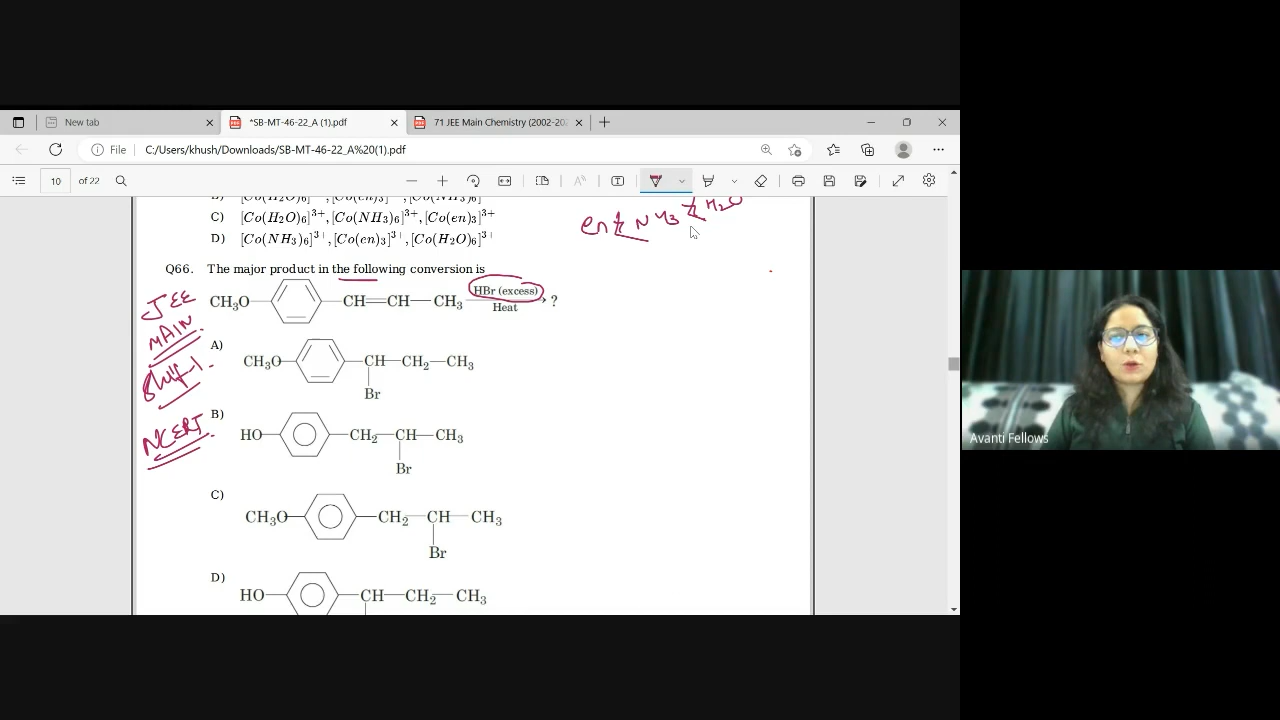 New tab
*SB-MT-46-22_A (1).pdf
71 JEE Main Chemistry (2002-20
File
C:/Users/khush/Downloads/SB-MT-46-22_A%20(1).pdf
10
of 22
C) [Co(H₂O)₆]³⁺, [Co(NH₃)₆]³⁺, [Co(en)₃]³⁺
D) [Co(NH₃)₆]³⁺, [Co(en)₃]³⁺, [Co(H₂O)₆]³⁺
Q66. The major product in the following conversion is
CH₃O CH=CH—CH₃ HBr (excess) Heat ?
JEE
MAIN
Shift-1.
NCERT.
A)
CH₃O CH—CH₂—CH₃
Br
B)
HO CH₂—CH—CH₃
Br
C)
CH₃O CH₂—CH—CH₃
Br
D)
HO CH—CH₂—CH₃
Avanti Fellows